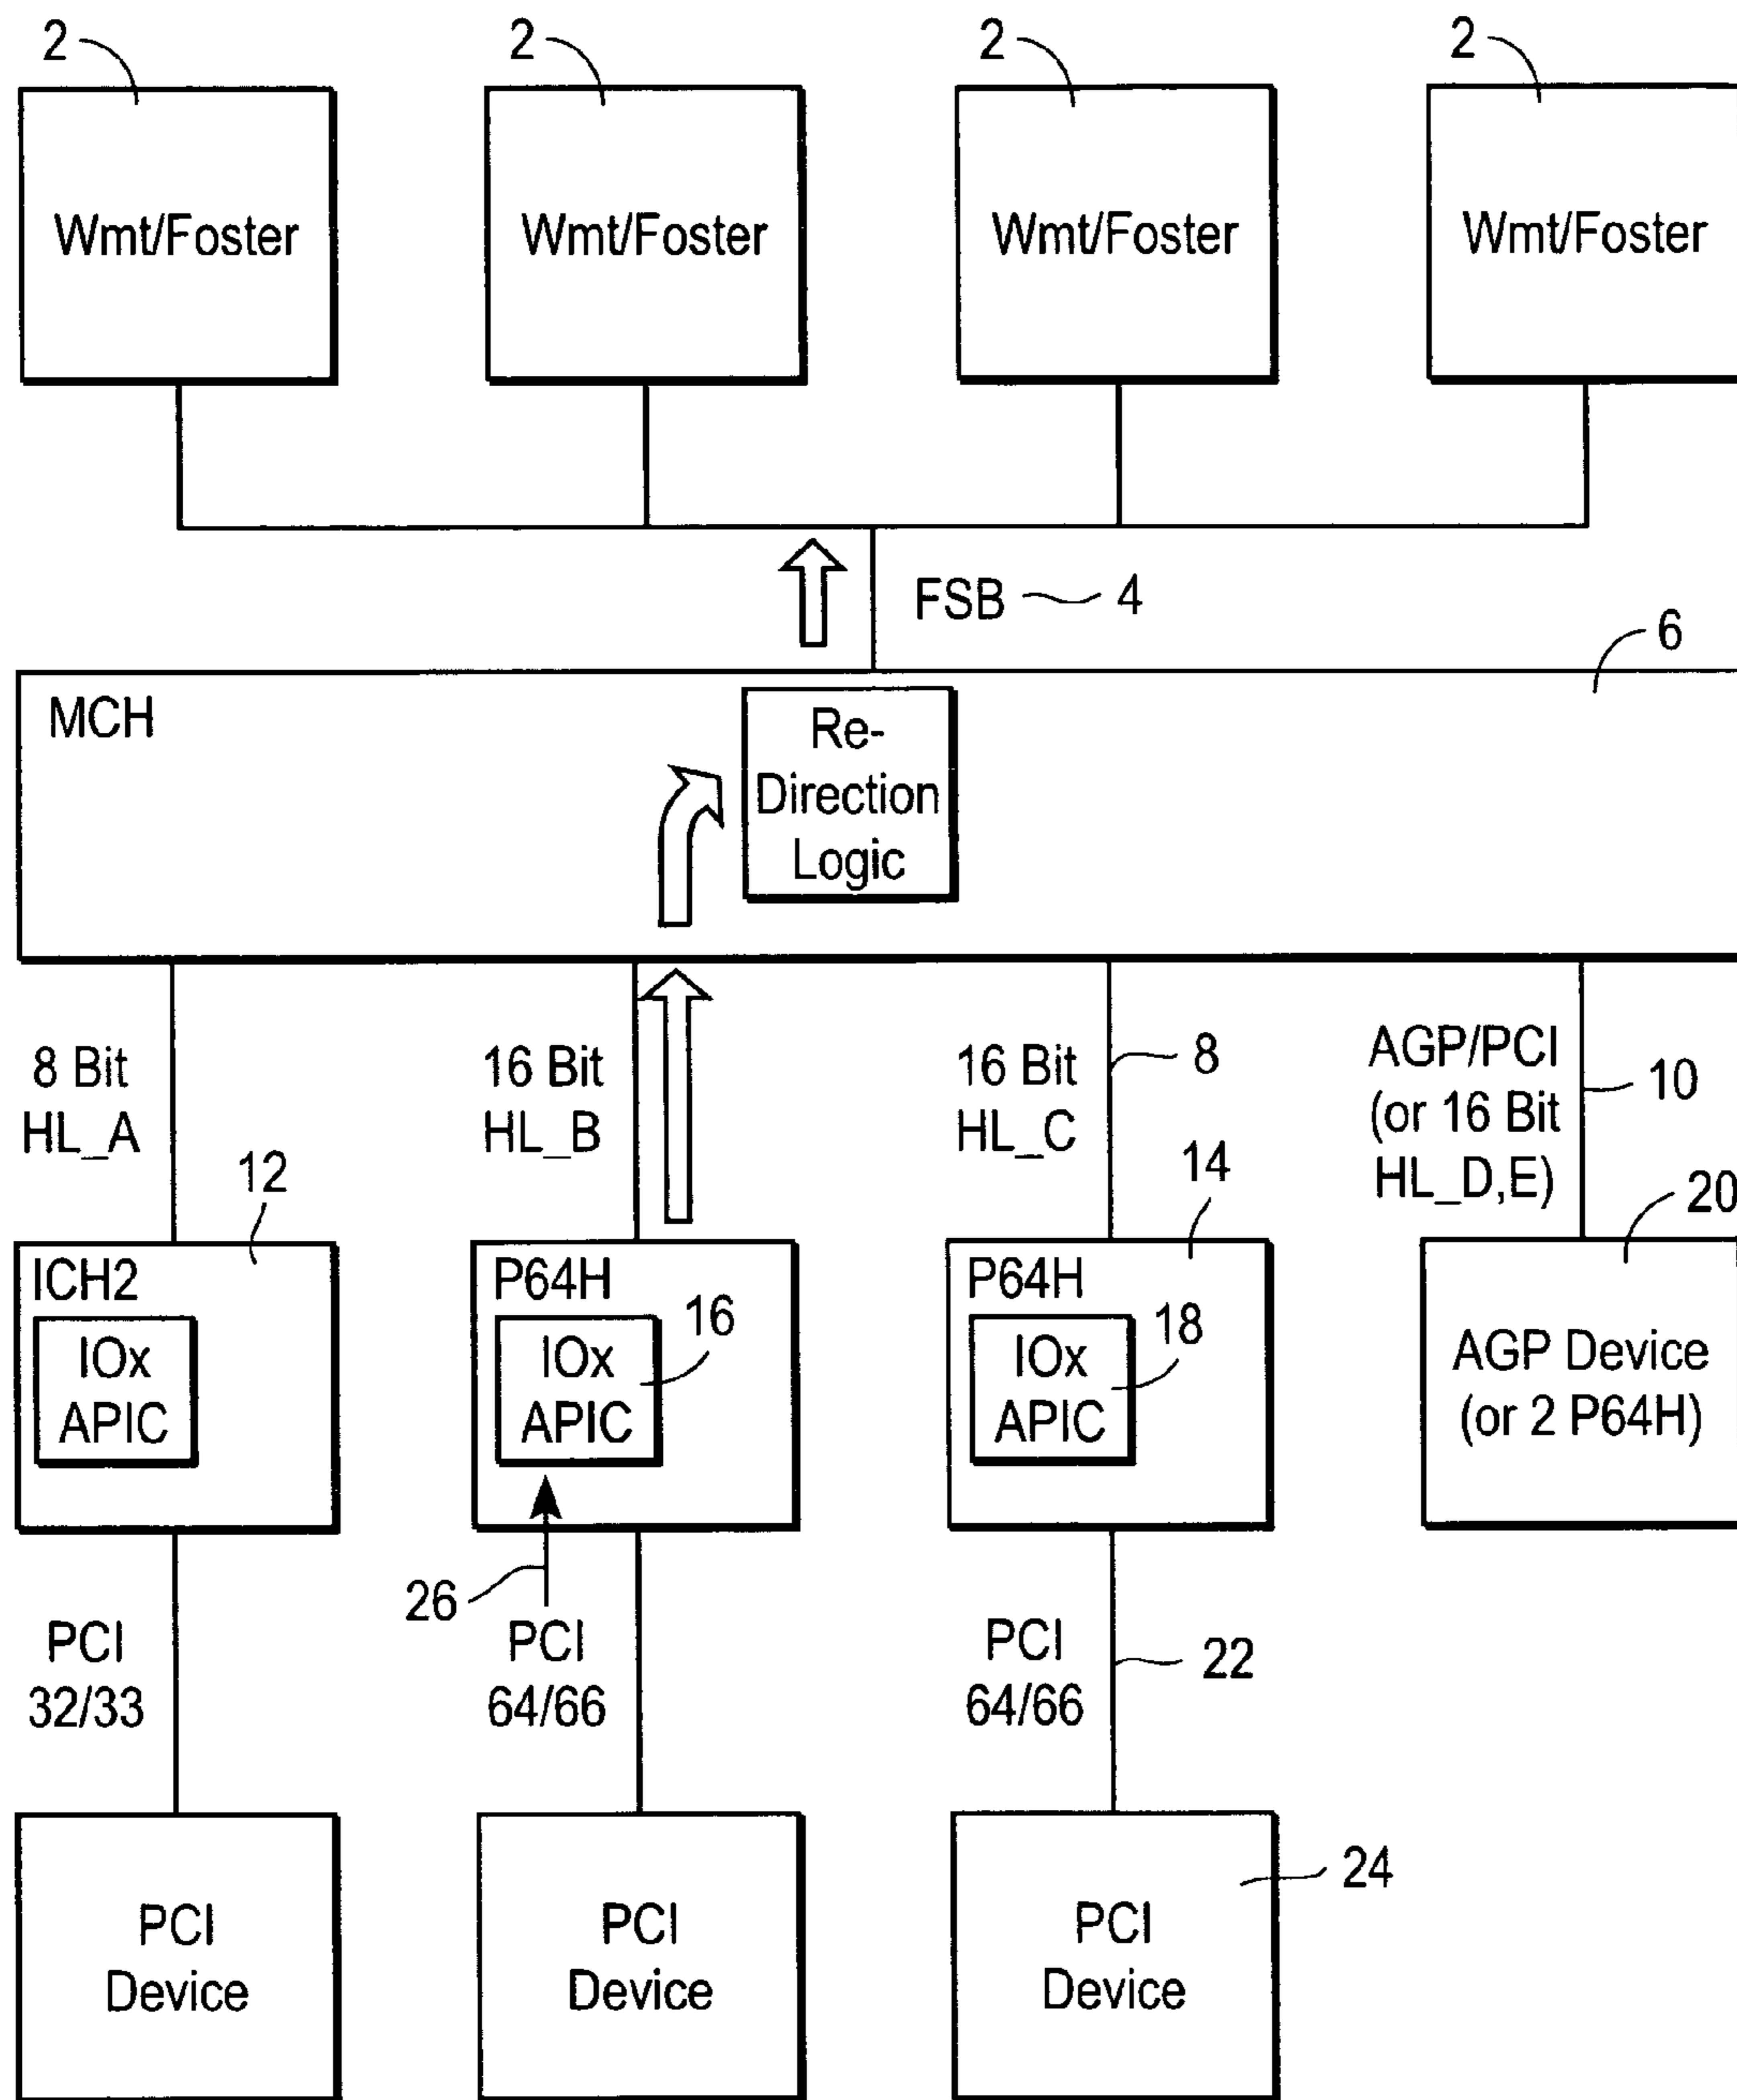 2
2
2
2
Wmt/Foster
Wmt/Foster
Wmt/Foster
Wmt/Foster
FSB
4
6
MCH
Re-
Direction
Logic
8 Bit
HL_A
16 Bit
HL_B
16 Bit
HL_C
8
AGP/PCI
(or 16 Bit
HL_D,E)
10
12
14
20
ICH2
IOx
APIC
P64H
IOx
APIC
16
P64H
IOx
APIC
18
AGP Device
(or 2 P64H)
26
PCI
32/33
PCI
64/66
PCI
64/66
22
PCI
Device
PCI
Device
PCI
Device
24